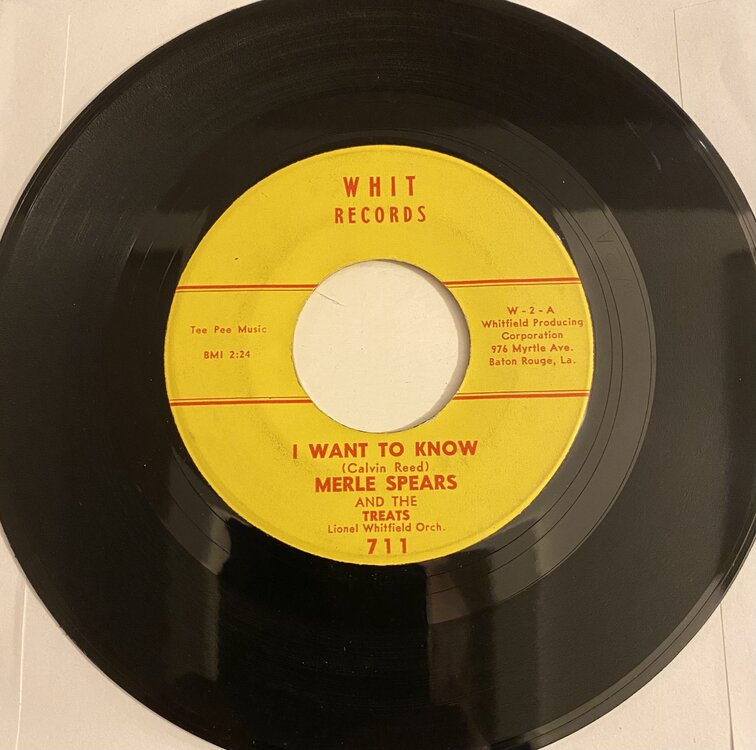 WHIT
RECORDS
Tee Pee Music
BMI 2:24
W-2-A
Whitfield Producing
Corporation
976 Myrtle Ave.
Baton Rouge, La.
I WANT TO KNOW
(Calvin Reed)
MERLE SPEARS
AND THE
TREATS
Lionel Whitfield Orch.
711